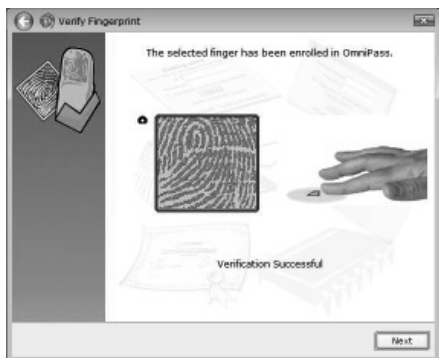 Verify Fingerprint
The selected finger has been enrolled in OmniPass.
Verification Successful
Next